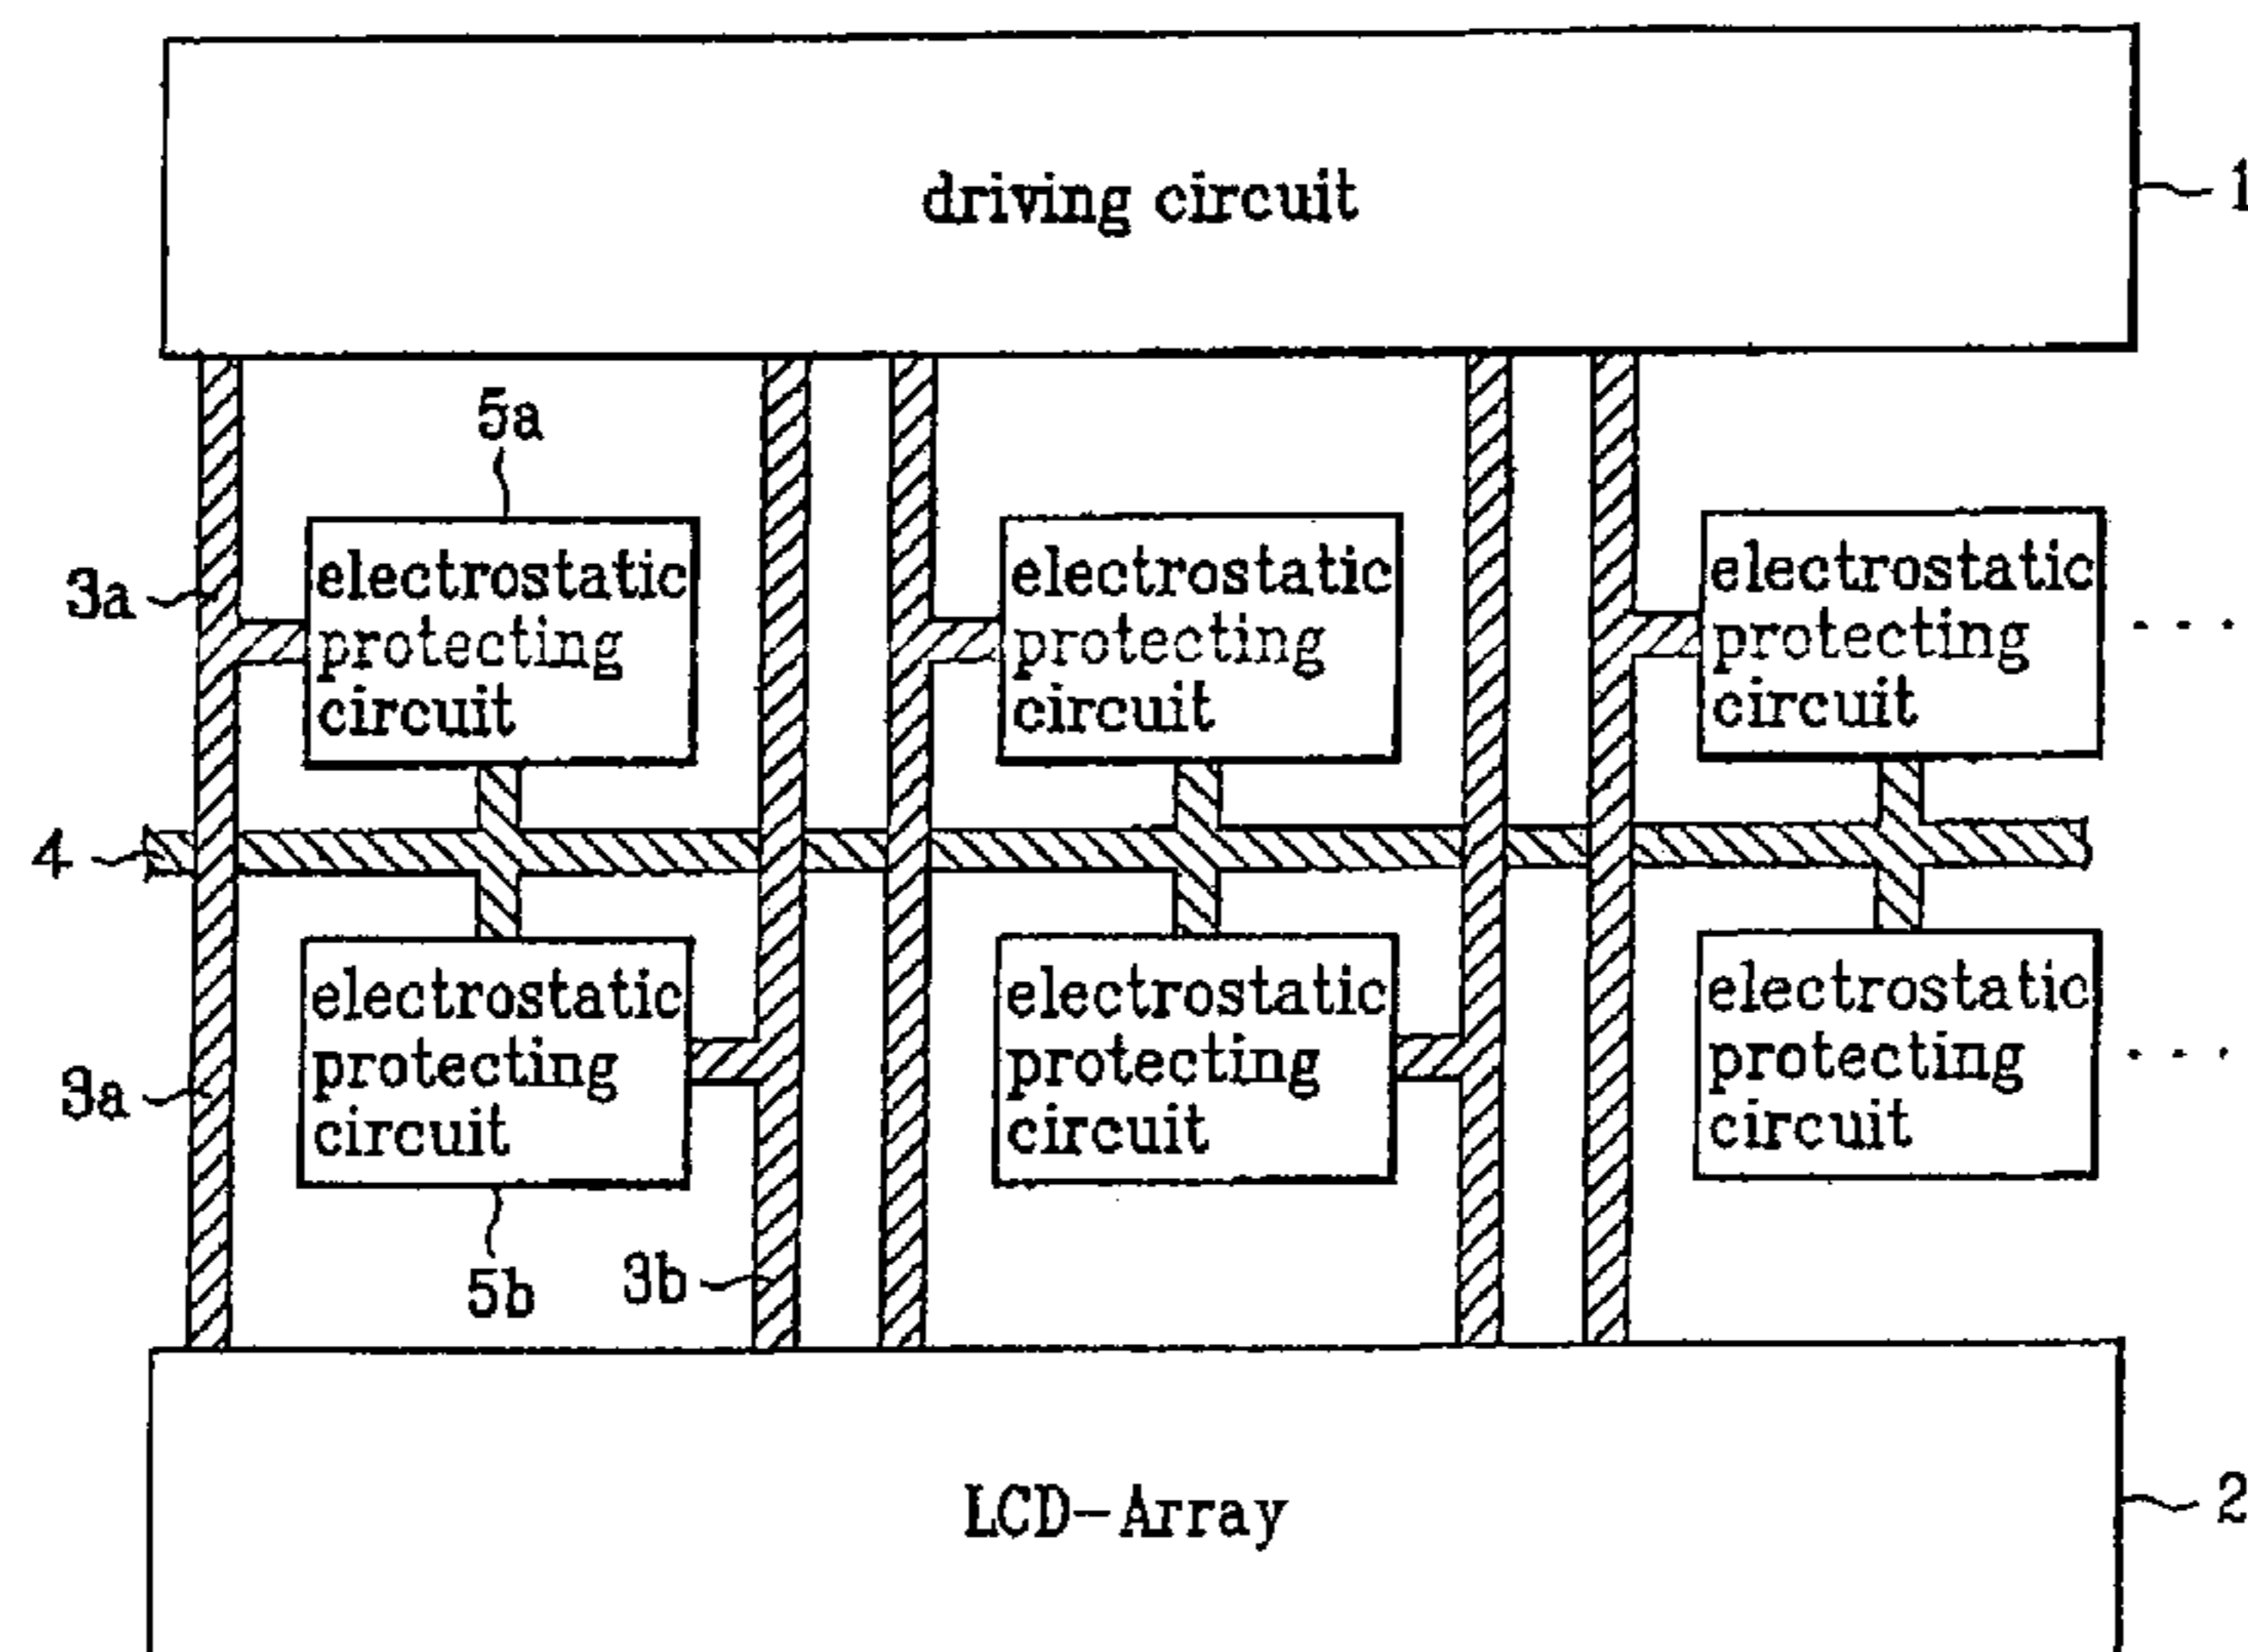 driving circuit
1
5a
3a
electrostatic
protecting
circuit
electrostatic
protecting
circuit
electrostatic
protecting
circuit
. . .
4
3a
electrostatic
protecting
circuit
electrostatic
protecting
circuit
electrostatic
protecting
circuit
. . .
5b
3b
LCD-Array
2